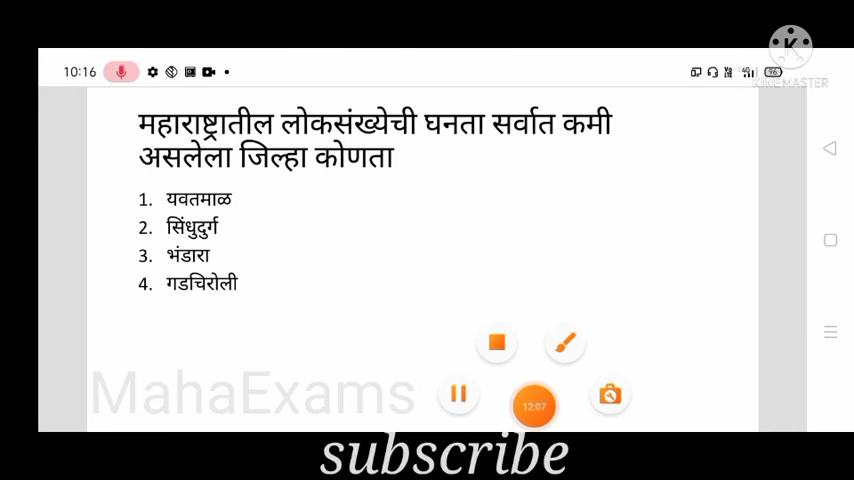 10:16
96
KINEMASTER
महाराष्ट्रातील लोकसंख्येची घनता सर्वात कमी
असलेला जिल्हा कोणता
1. यवतमाळ
2. सिंधुदुर्ग
3. भंडारा
4. गडचिरोली
12:07
MahaExams
subscribe